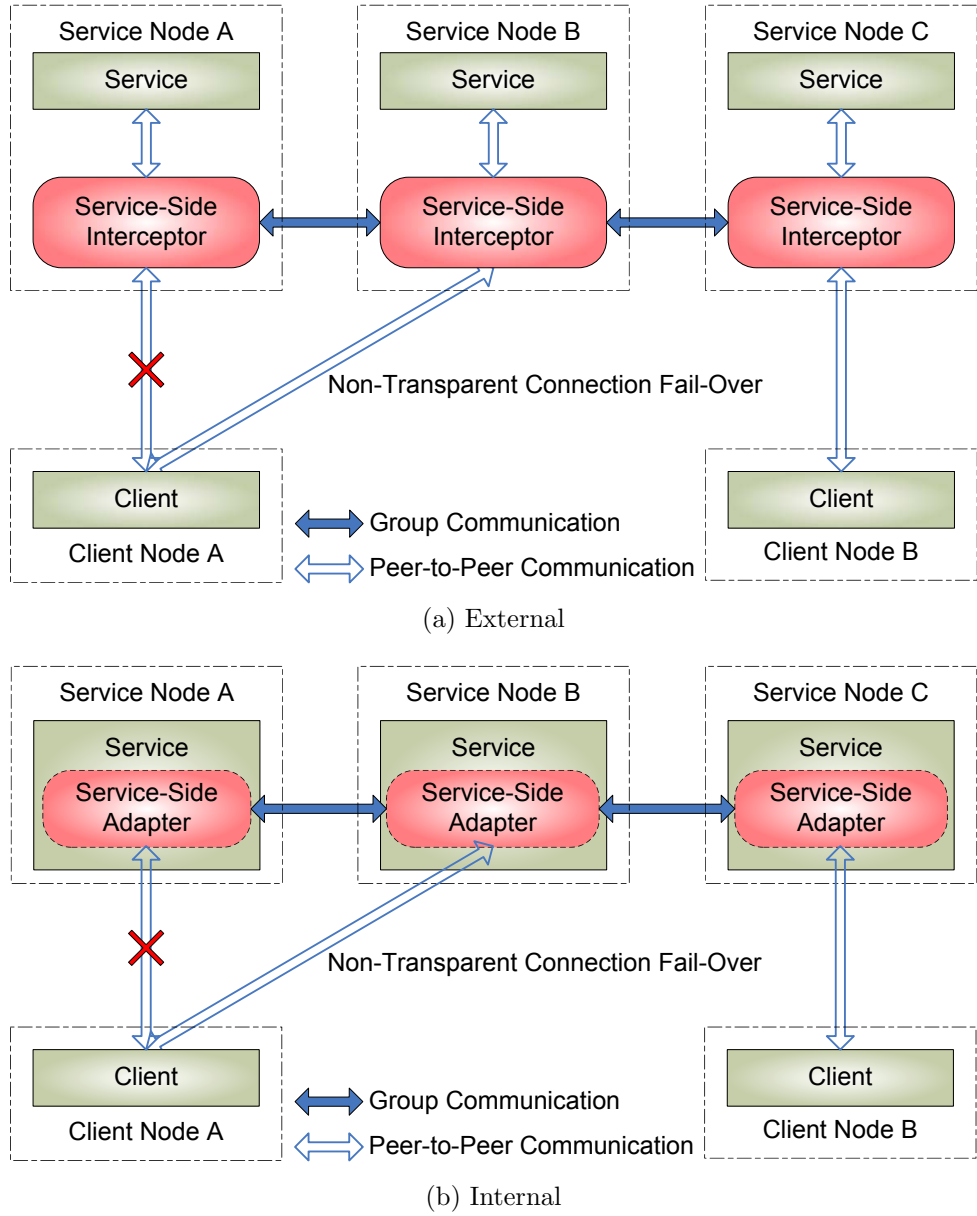 Service Node A
Service Node B
Service Node C
Service
Service
Service
Service-Side
Interceptor
Service-Side
Interceptor
Service-Side
Interceptor
Non-Transparent Connection Fail-Over
Client
Client Node A
Group Communication
Peer-to-Peer Communication
Client
Client Node B
(a) External
Service Node A
Service Node B
Service Node C
Service
Service
Service
Service-Side
Adapter
Service-Side
Adapter
Service-Side
Adapter
Non-Transparent Connection Fail-Over
Client
Client Node A
Group Communication
Peer-to-Peer Communication
Client
Client Node B
(b) Internal